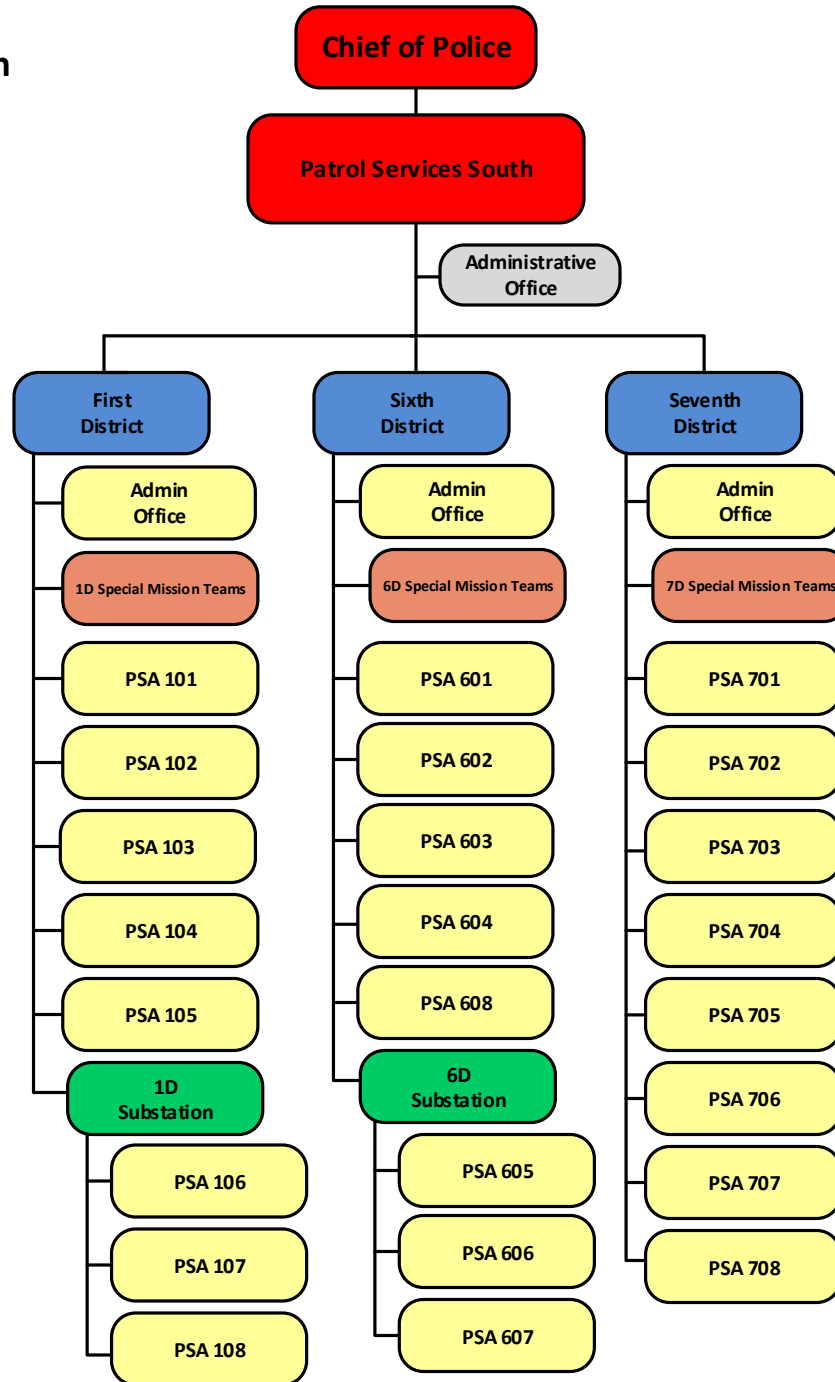 Chief of Police
Patrol Services South
Administrative
Office
First
District
Admin
Office
1D Special Mission Teams
PSA 101
PSA 102
PSA 103
PSA 104
PSA 105
1D
Substation
PSA 106
PSA 107
PSA 108
Sixth
District
Admin
Office
6D Special Mission Teams
PSA 601
PSA 602
PSA 603
PSA 604
PSA 608
6D
Substation
PSA 605
PSA 606
PSA 607
Seventh
District
Admin
Office
7D Special Mission Teams
PSA 701
PSA 702
PSA 703
PSA 704
PSA 705
PSA 706
PSA 707
PSA 708